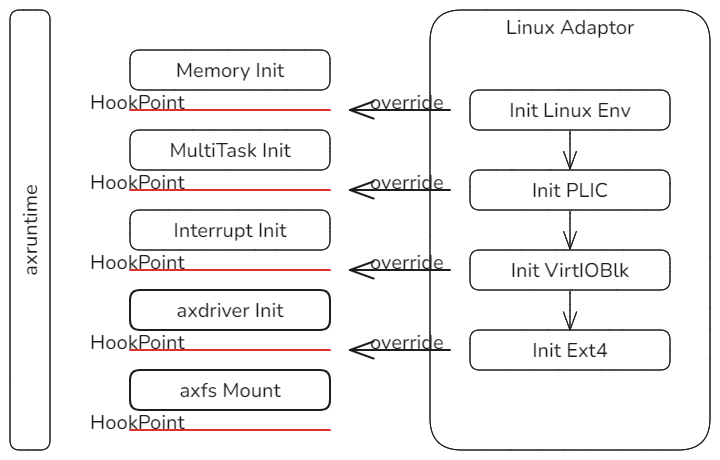 axruntime
Linux Adaptor
Memory Init
HookPoint
override
Init Linux Env
MultiTask Init
HookPoint
override
Init PLIC
Interrupt Init
HookPoint
override
Init VirtIOBlk
axdriver Init
HookPoint
override
Init Ext4
axfs Mount
HookPoint